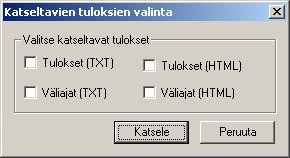 Katseltavien tuloksien valinta
Valitse katseltavat tulokset
Tulokset (TXT)
Tulokset (HTML)
Väliajat (TXT)
Väliajat (HTML)
Katsele
Peruuta